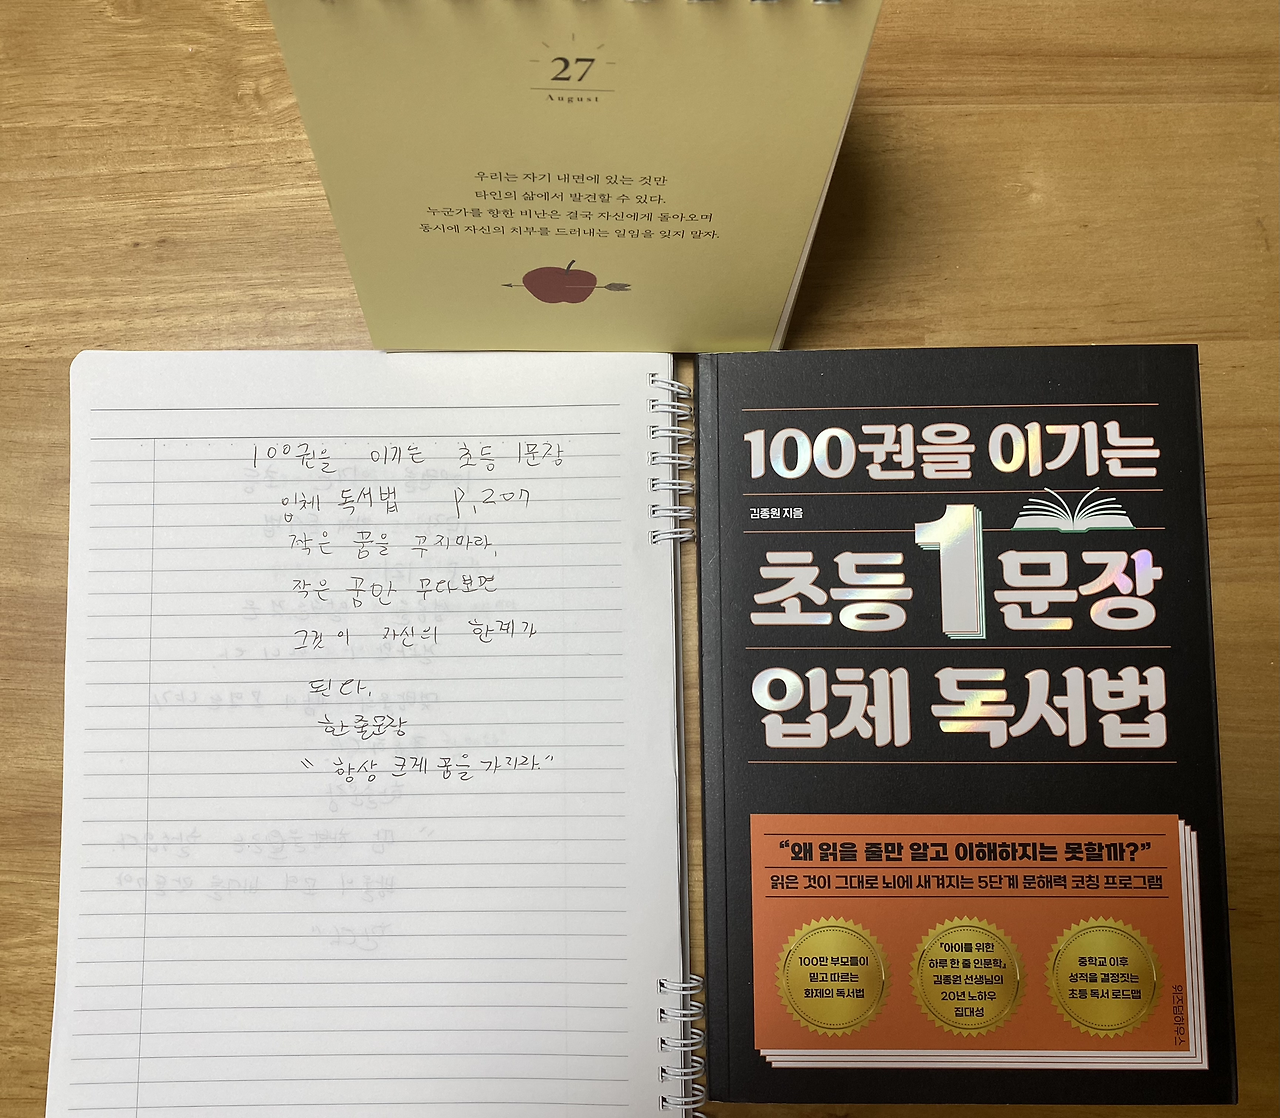 27
August
우리는 자기 내면에 있는 것만
타인의 삶에서 발견할 수 있다.
누군가를 향한 비난은 결국 자신에게 돌아오며
동시에 자신의 치부를 드러내는 일임을 잊지 말자.
100권을 이기는 초등 1문장
입체 독서법 P.207
작은 꿈을 꾸지마라,
작은 꿈만 꾸다보면
그것이 자신의 한계가
된다.
한줄문장
"항상 크게 꿈을 가지라."
100권을 이기는
김종원 지음
초등 1문장
입체 독서법
“왜 읽을 줄만 알고 이해하지는 못할까?”
읽은 것이 그대로 뇌에 새겨지는 5단계 문해력 코칭 프로그램
100만 부모들이
믿고 따르는
화제의 독서법
『아이를 위한
하루 한 줄 인문학』
김종원 선생님의
20년 노하우
집대성
중학교 이후
성적을 결정짓는
초등 독서 로드맵
위즈덤하우스